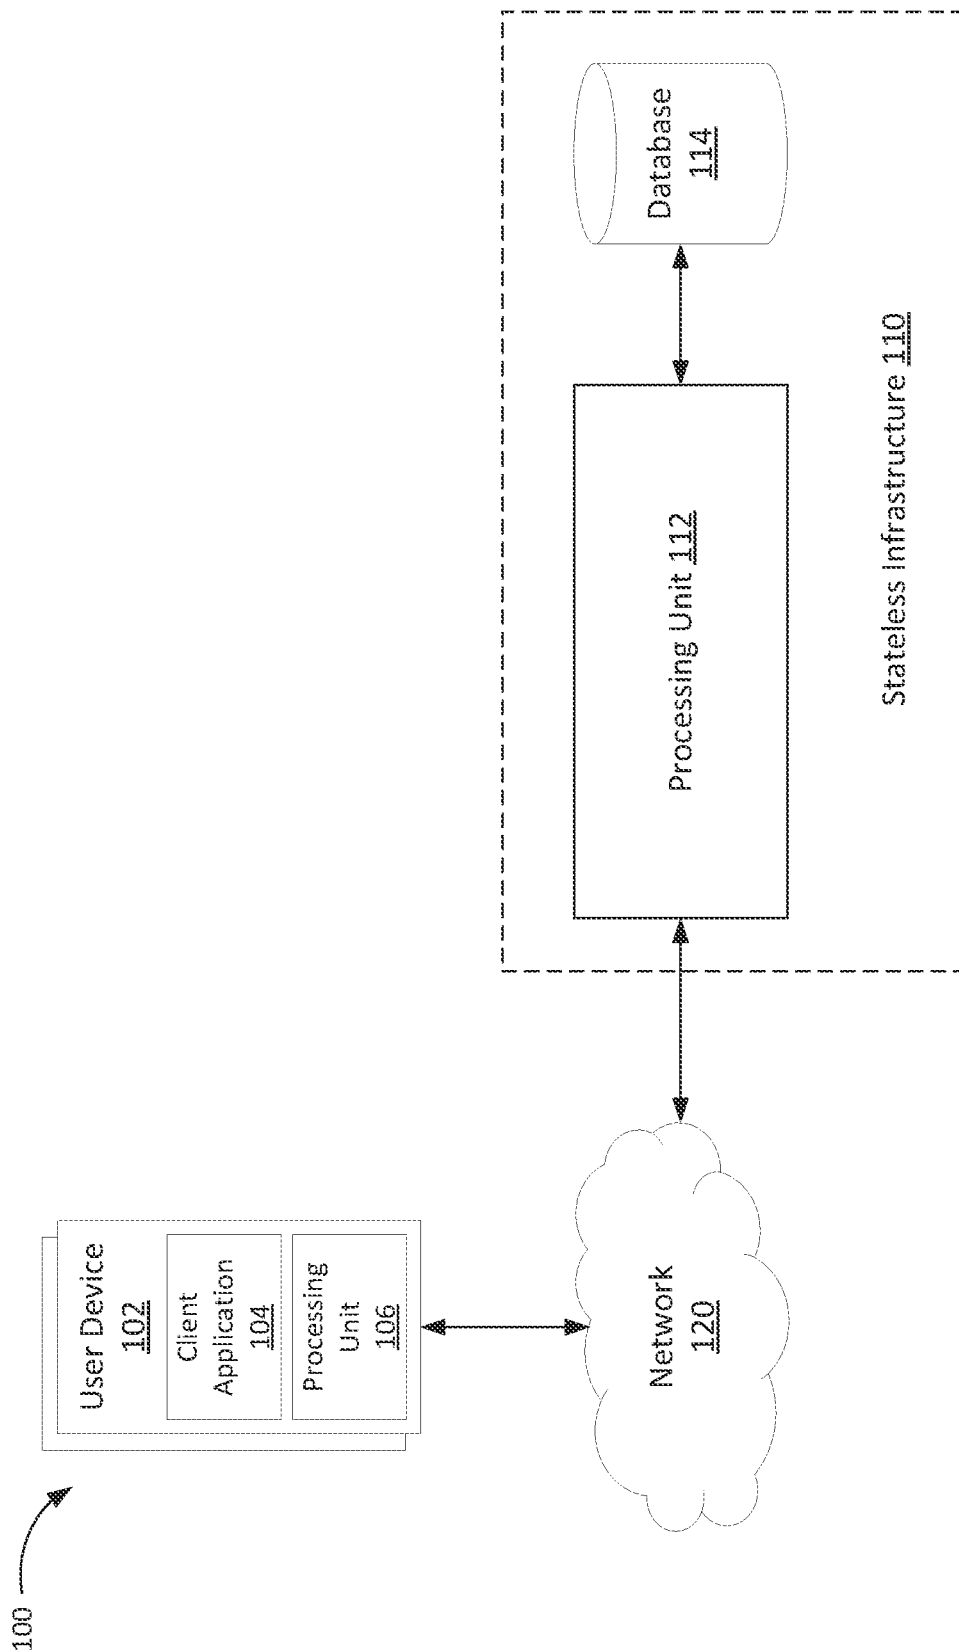 100
User Device
102
Client
Application
104
Processing
Unit
106
Network
120
Processing Unit 112
Database
114
Stateless Infrastructure 110